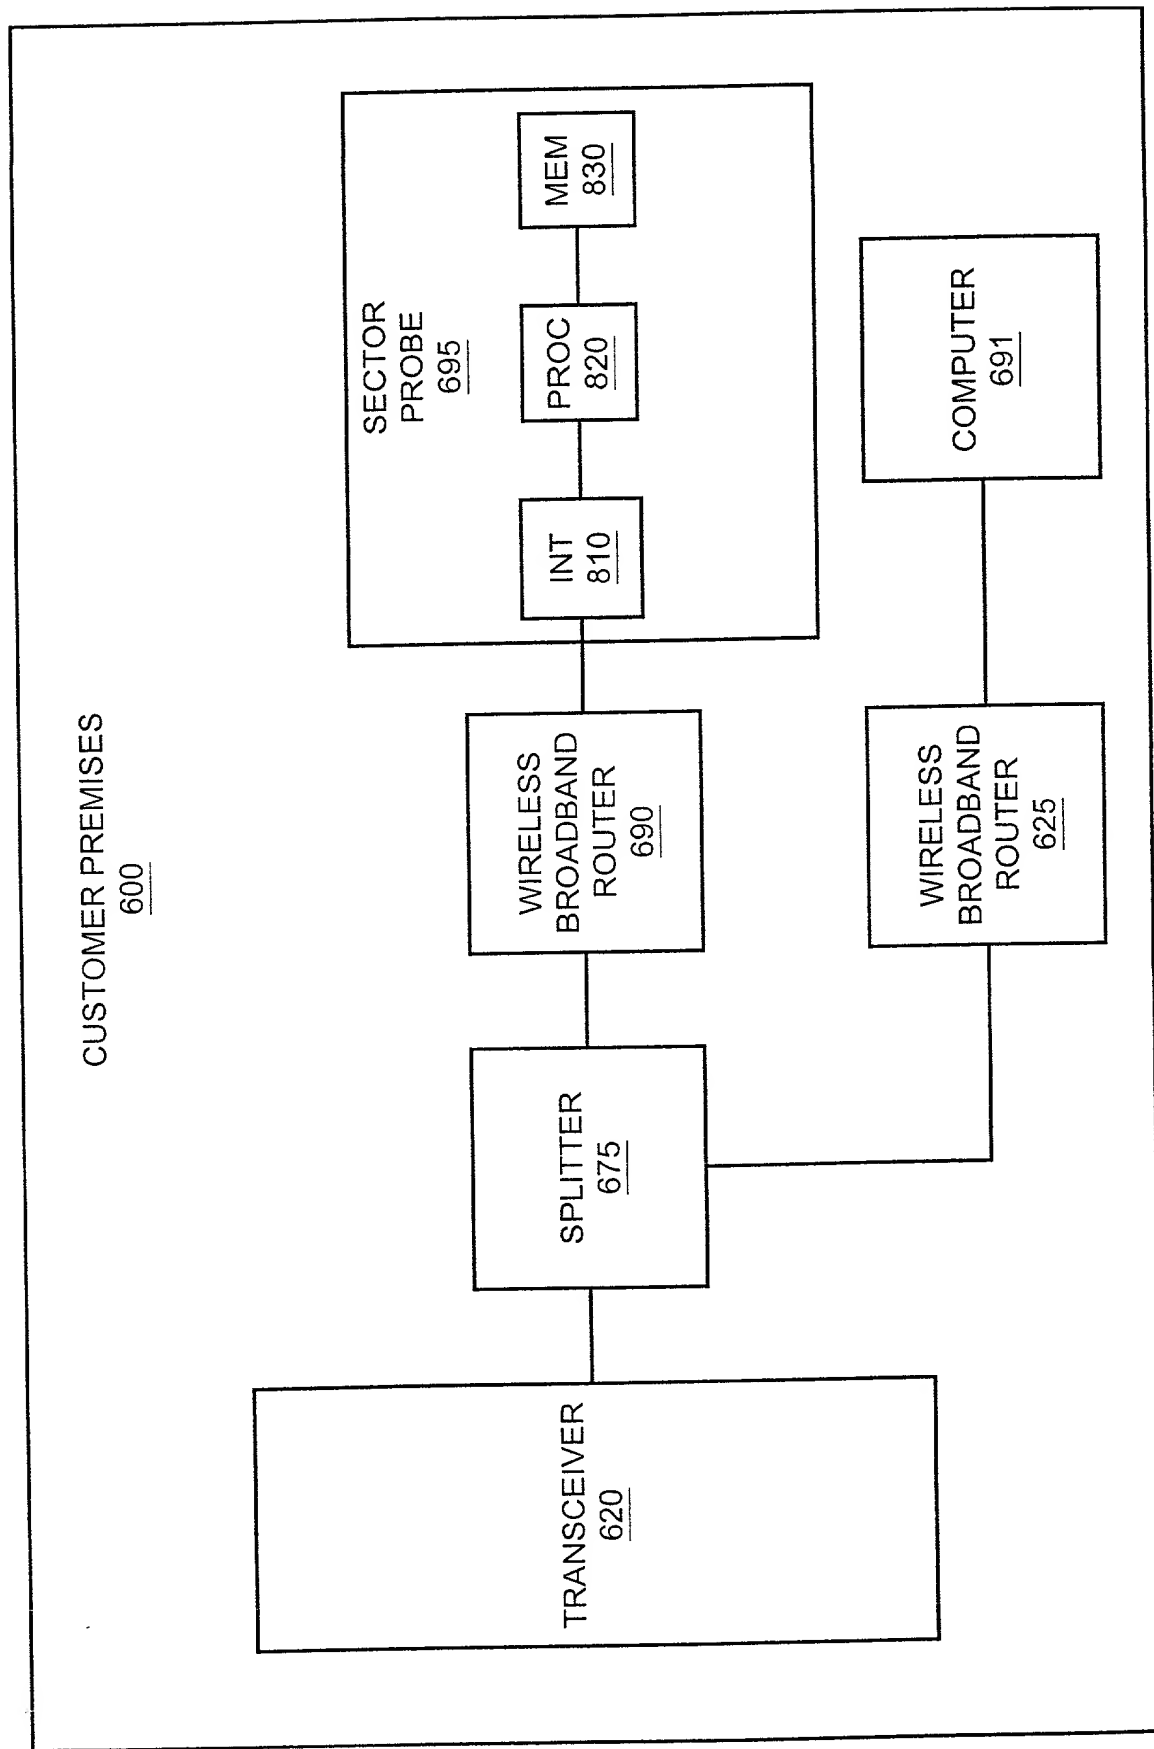 CUSTOMER PREMISES
600
TRANSCEIVER
620
SPLITTER
675
WIRELESS
BROADBAND
ROUTER
690
SECTOR
PROBE
695
INT
810
PROC
820
MEM
830
WIRELESS
BROADBAND
ROUTER
625
COMPUTER
691